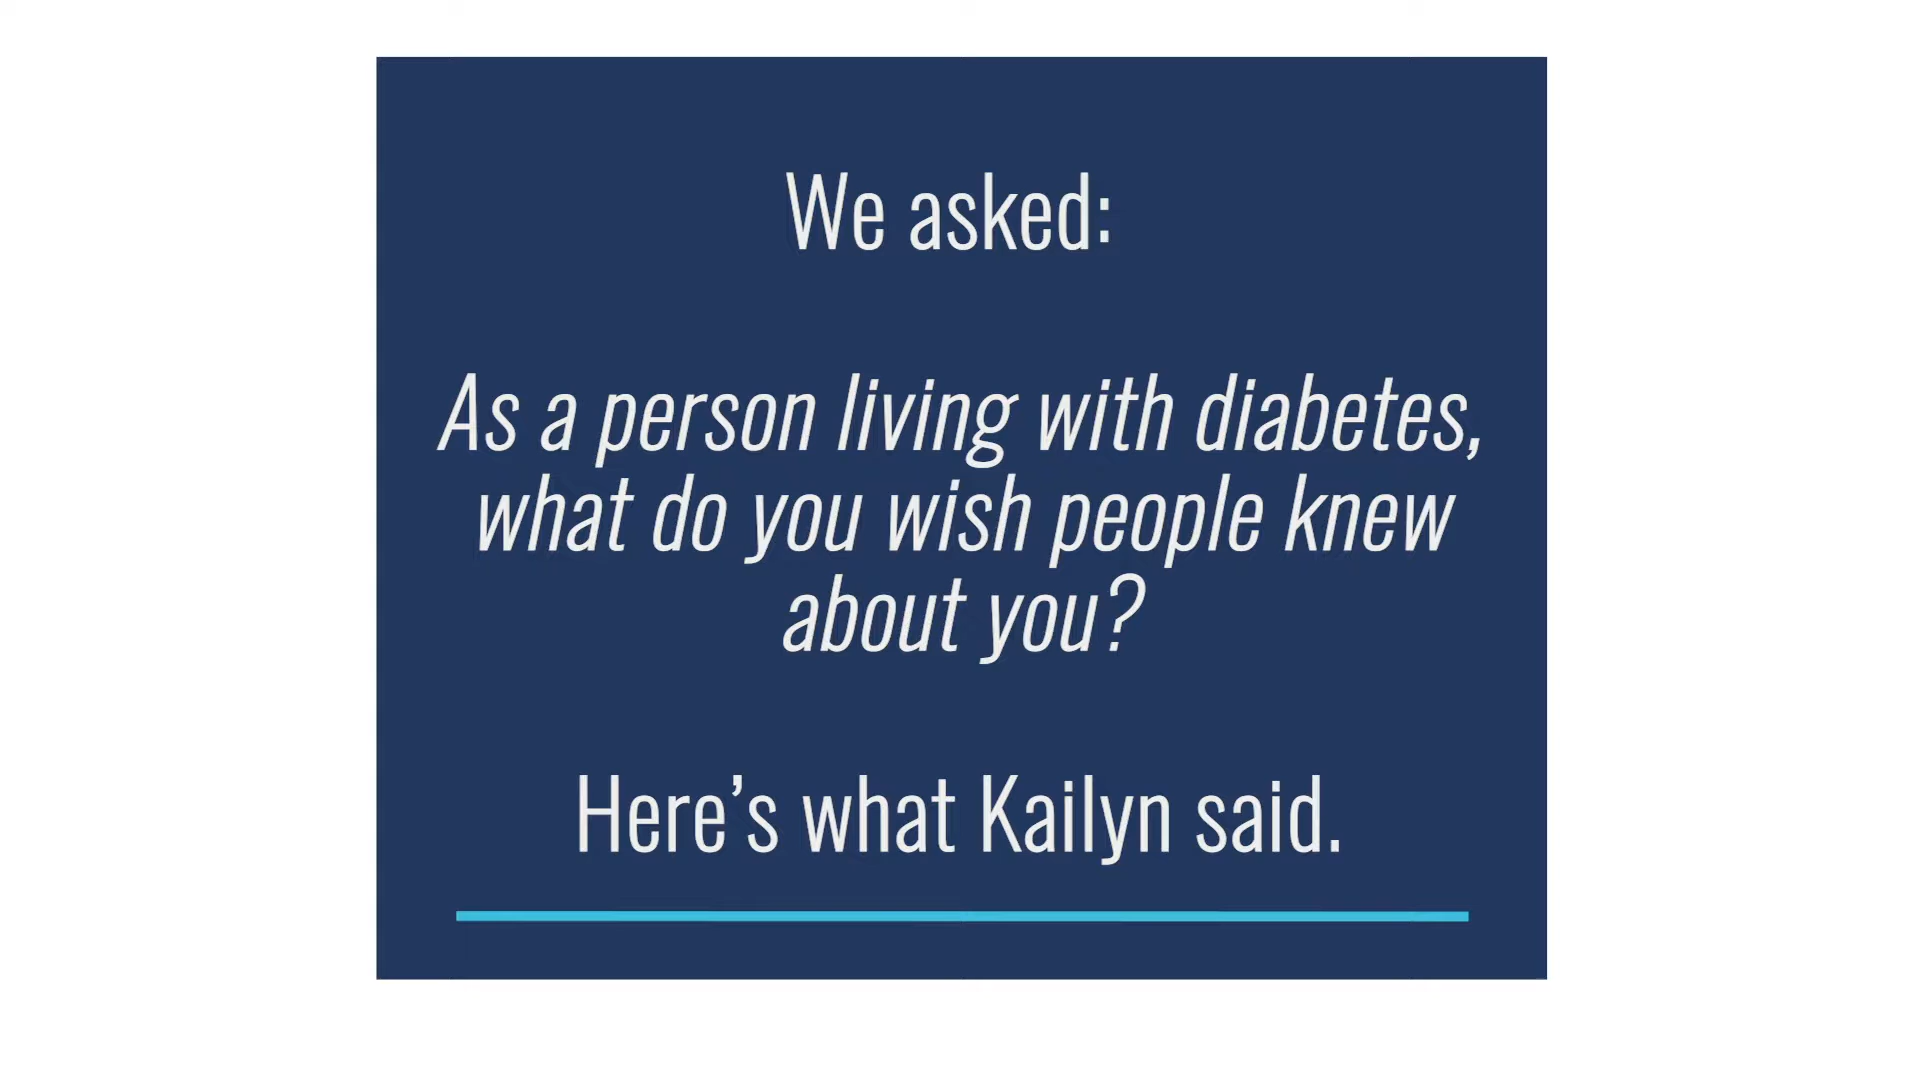 We asked:
As a person living with diabetes,
what do you wish people knew
about you?
Here’s what Kailyn said.